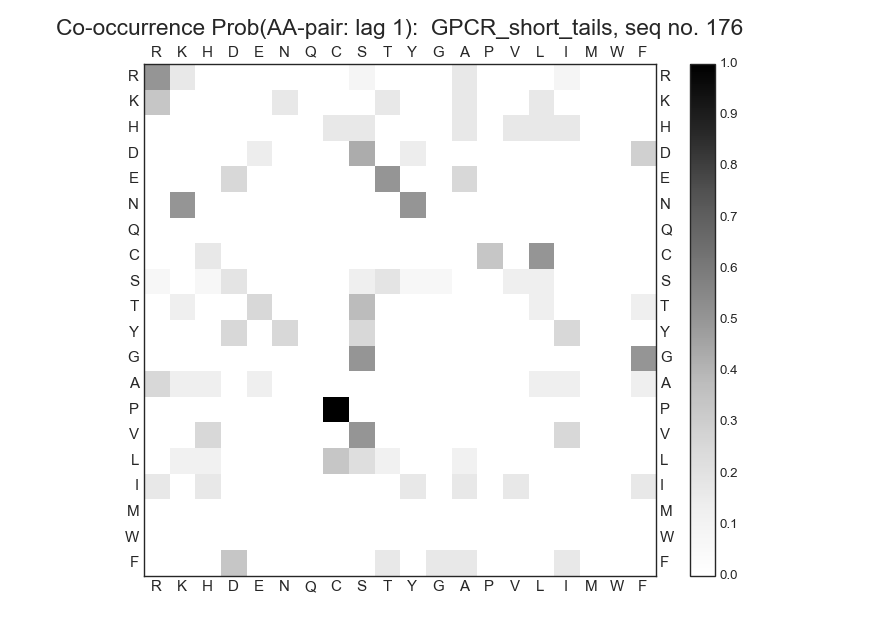 Co-occurrence Prob(AA-pair: lag 1):  GPCR_short_tails, seq no. 176
R K H D E N Q C S T Y G A P V L I M W F
R R 1.0
K K 0.9
H H
D D 0.8
E E
N N 0.7
Q Q 0.6
C C
S S 0.5
T T
Y Y
G G 0.4
A A
P P 0.3
V V
L L 0.2
I I
M M 0.1
W W
F F 0.0
R K H D E N Q C S T Y G A P V L I M W F